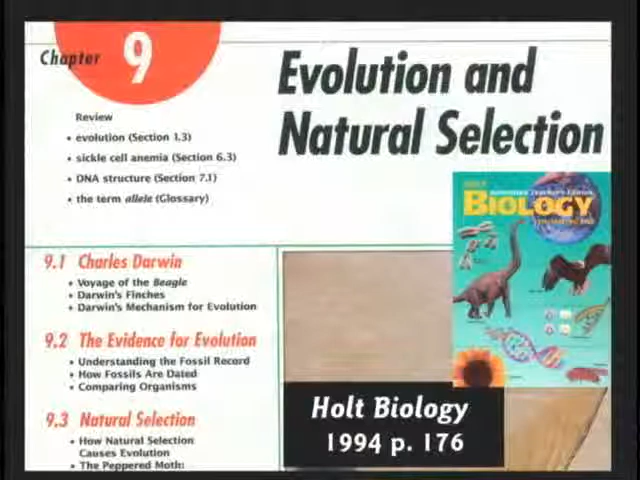 Chapter 9
Evolution and
Natural Selection
Review
• evolution (Section 1.3)
• sickle cell anemia (Section 6.3)
• DNA structure (Section 7.1)
• the term allele (Glossary)
BIOLOGY
9.1 Charles Darwin
• Voyage of the Beagle
• Darwin's Finches
• Darwin's Mechanism for Evolution
9.2 The Evidence for Evolution
• Understanding the Fossil Record
• How Fossils Are Dated
• Comparing Organisms
9.3 Natural Selection
• How Natural Selection
Causes Evolution
• The Peppered Moth:
Holt Biology
1994 p. 176